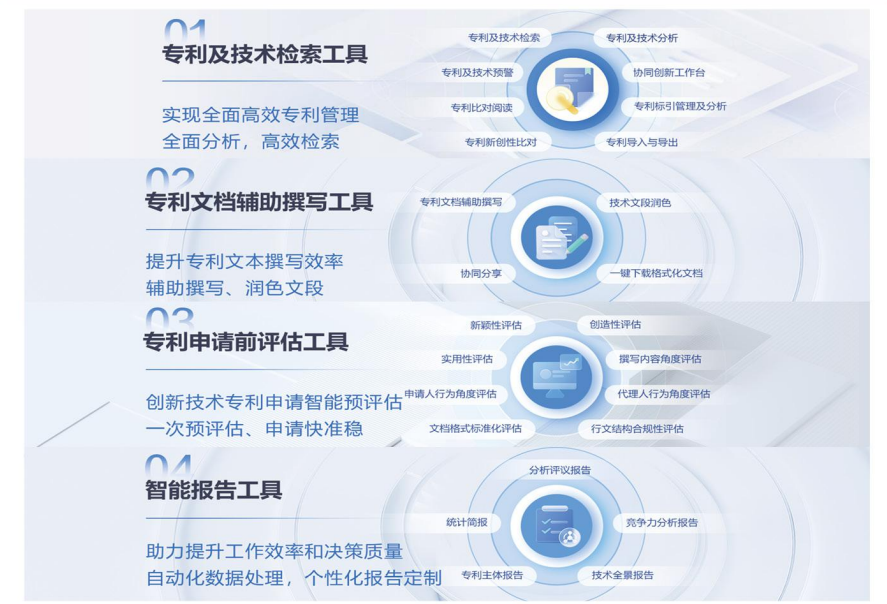 01
专利及技术检索工具
实现全面高效专利管理
全面分析，高效检索
专利及技术检索
专利及技术分析
专利及技术预警
协同创新工作台
专利比对阅读
专利标引管理及分析
专利新创性比对
专利导入与导出
02
专利文档辅助撰写工具
提升专利文本撰写效率
辅助撰写、润色文段
专利文档辅助撰写
技术文段润色
协同分享
一键下载格式化文档
03
专利申请前评估工具
创新技术专利申请智能预评估
一次预评估、申请快准稳
新颖性评估
创造性评估
实用性评估
撰写内容角度评估
申请人行为角度评估
代理人行为角度评估
文档格式标准化评估
行文结构合规性评估
04
智能报告工具
助力提升工作效率和决策质量
自动化数据处理，个性化报告定制
分析评议报告
统计简报
竞争力分析报告
专利主体报告
技术全景报告